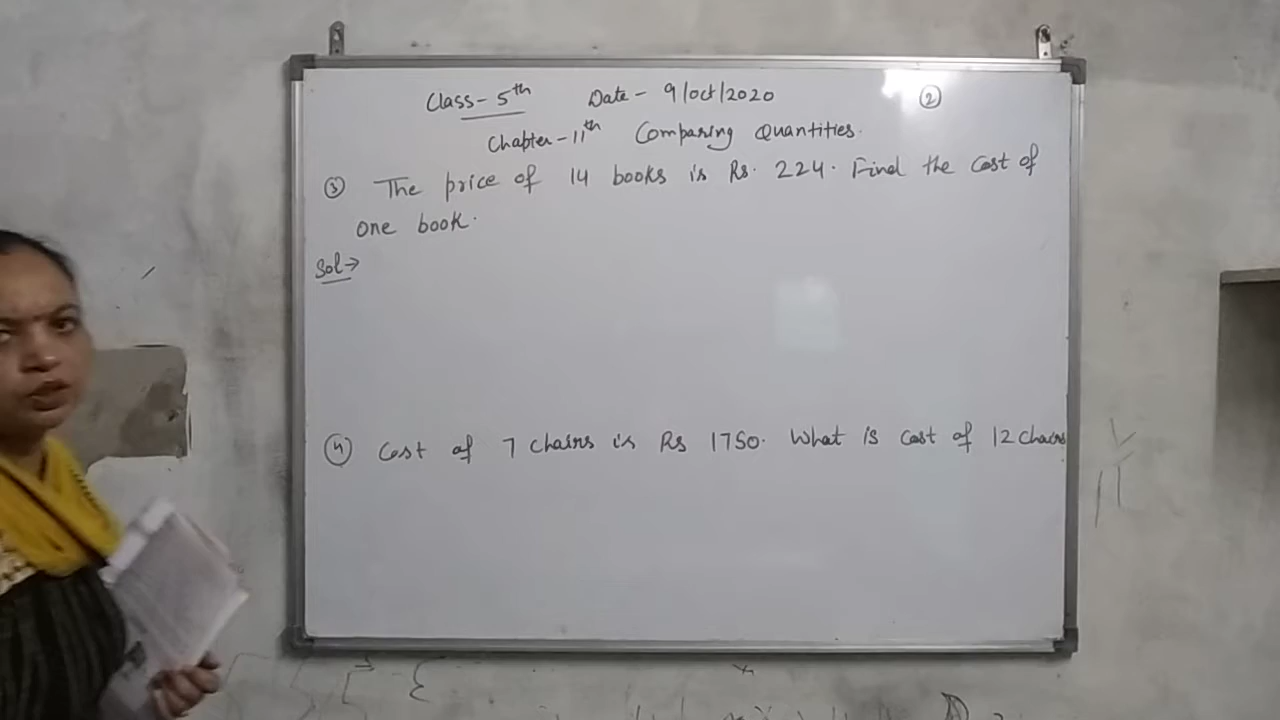 Class - 5th Date - 9/Oct/2020 ②
Chapter - 11th Comparing Quantities.
③ The price of 14 books is Rs. 224. Find the cost of
one book.
Sol→
④ Cost of 7 chairs is Rs 1750. What is cost of 12 chairs